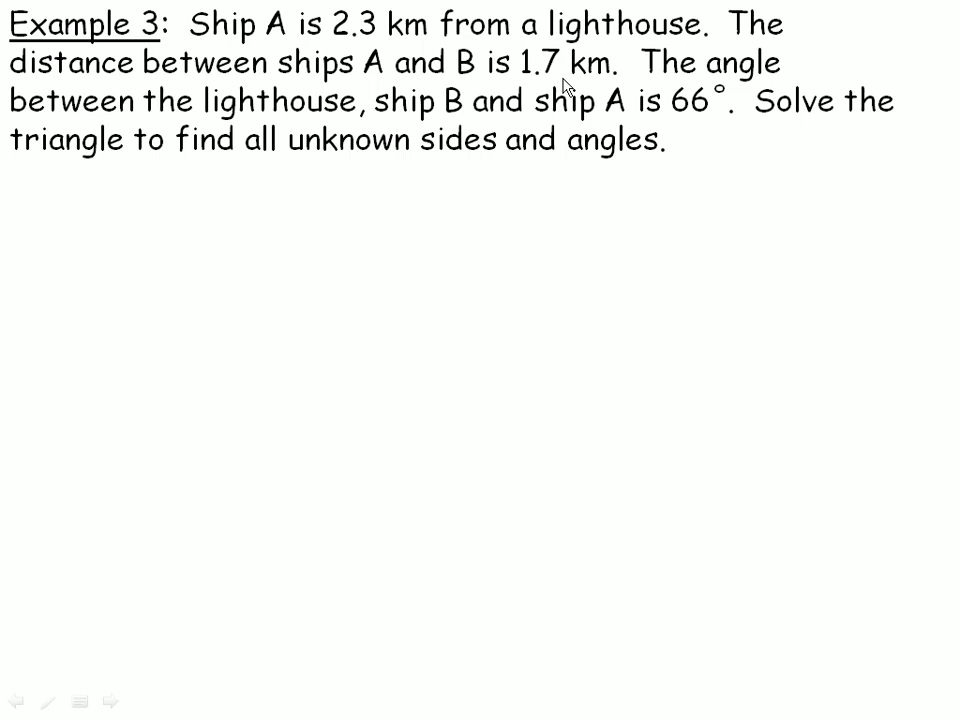 Example 3: Ship A is 2.3 km from a lighthouse. The
distance between ships A and B is 1.7 km. The angle
between the lighthouse, ship B and ship A is 66°. Solve the
triangle to find all unknown sides and angles.